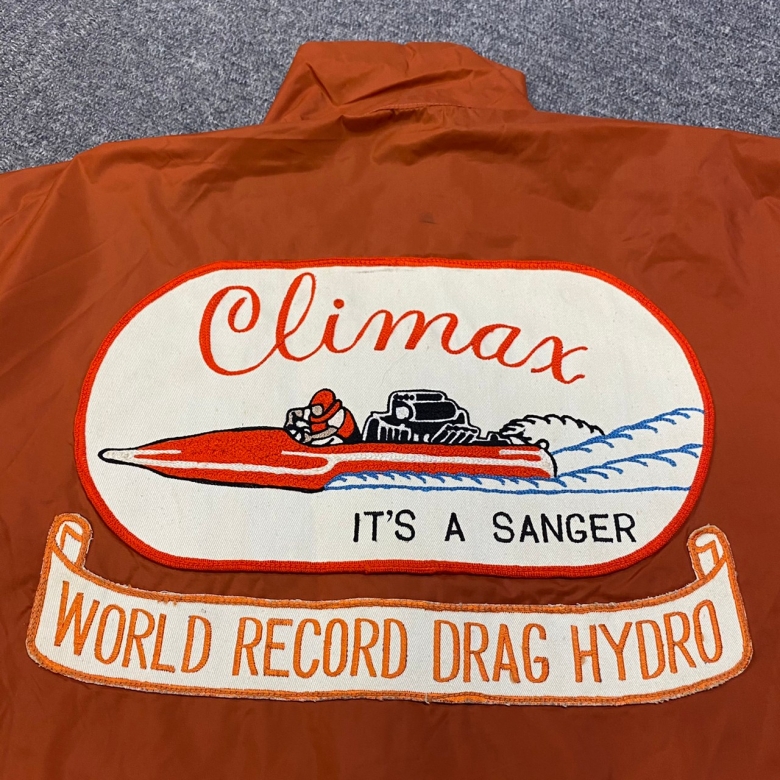 Climax
IT'S A SANGER
WORLD RECORD DRAG HYDRO